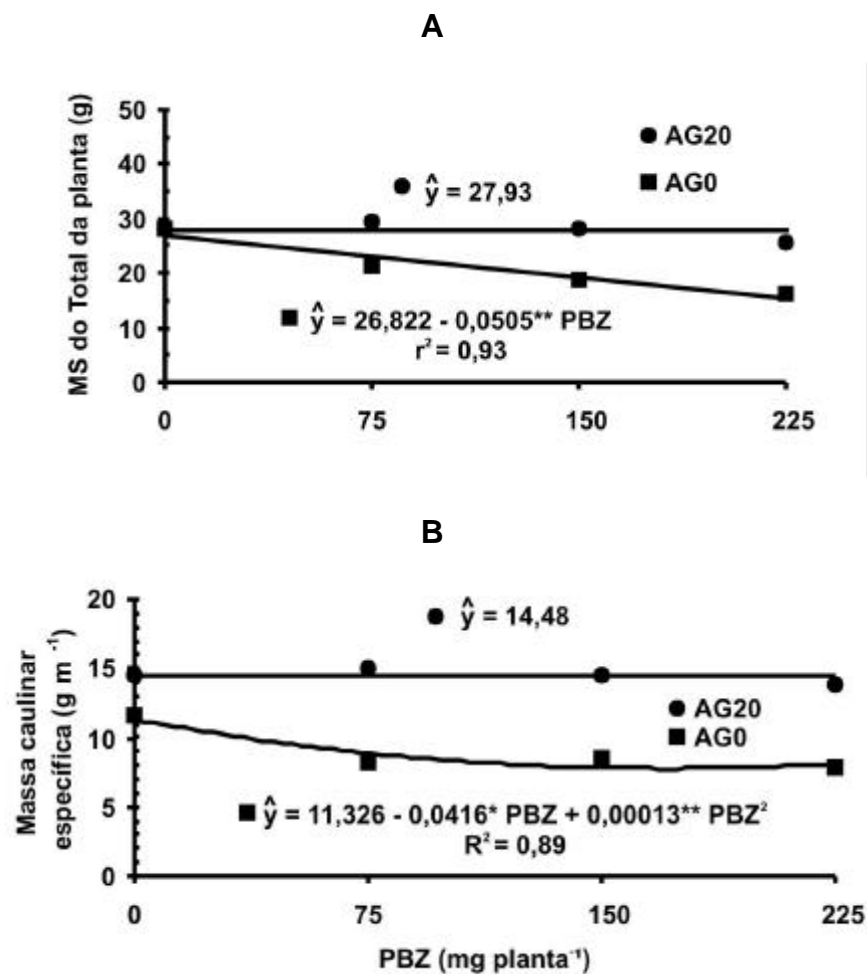 A
MS do Total da planta (g)
50
40
30
20
10
0
● AG20
■ AG0
● ŷ = 27,93
■ ŷ = 26,822 - 0,0505** PBZ
r² = 0,93
0 75 150 225
B
Massa caulinar
específica (g m⁻¹)
20
15
10
5
0
● ŷ = 14,48
● AG20
■ AG0
■ ŷ = 11,326 - 0,0416* PBZ + 0,00013** PBZ²
R² = 0,89
0 75 150 225
PBZ (mg planta⁻¹)